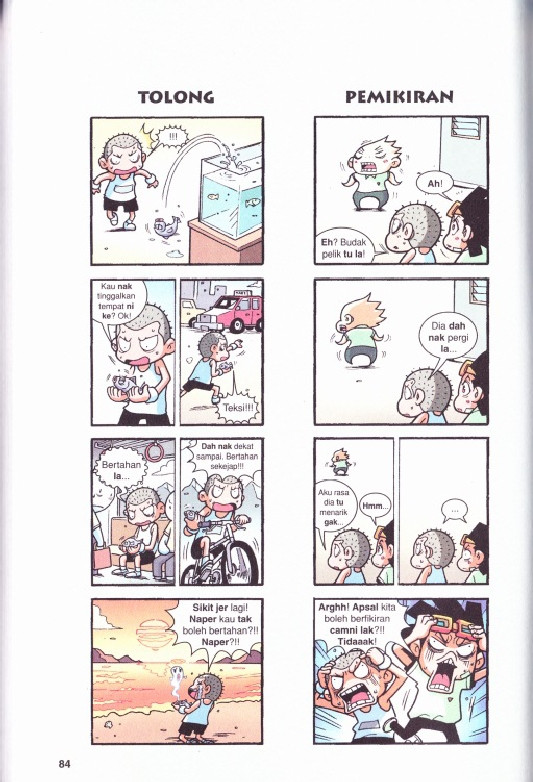 TOLONG
!!!!
Kau nak
tinggalkan
tempat ni
ke? Ok!
Teksi!!!
Bertahan
la....
Dah nak dekat
sampai. Bertahan
sekejap!!!
Sikit jer lagi!
Naper kau tak
boleh bertahan?!!
Naper?!!
PEMIKIRAN
Ah!
Eh? Budak
pelik tu la!
Dia dah
nak pergi
la...
Aku rasa
dia tu
menarik
gak...
Hmm...
...
Arghh! Apsal kita
boleh berfikiran
camni lak?!!
Tidaaak!
84